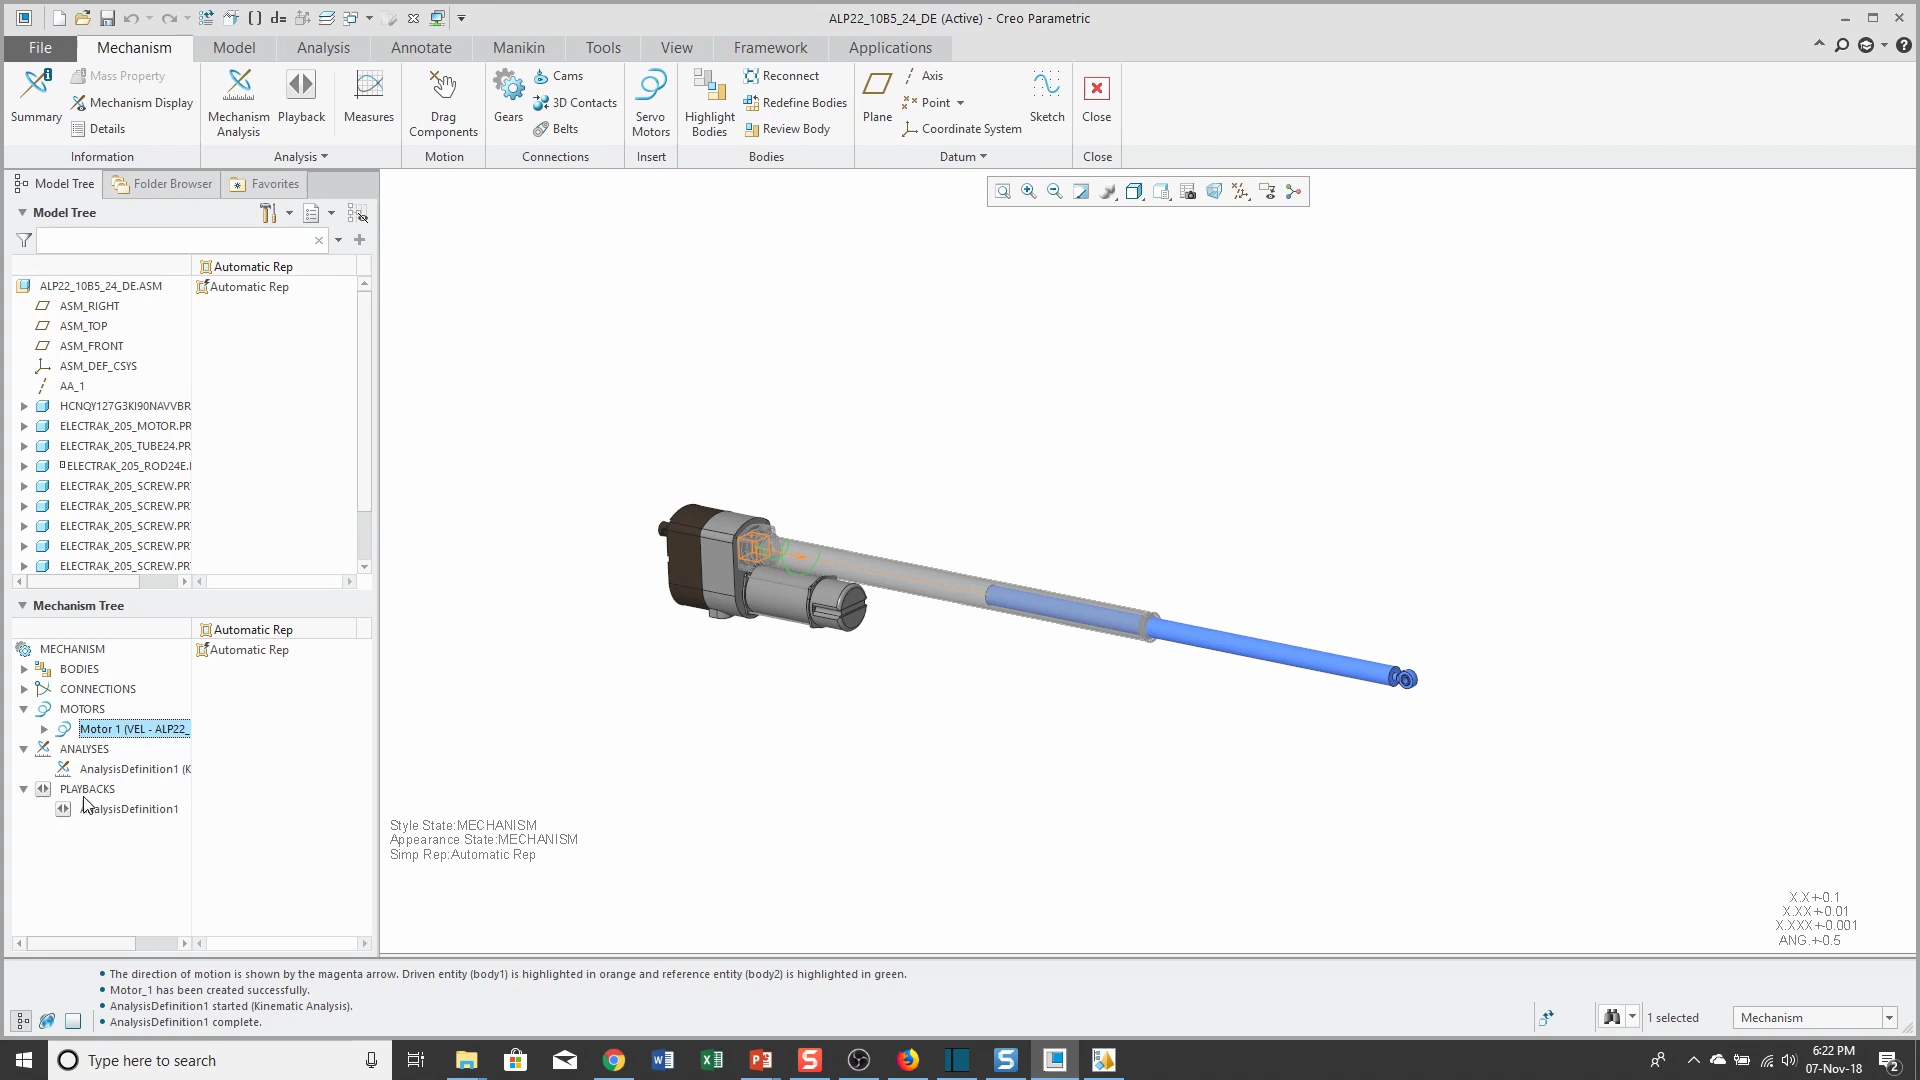 ALP22_10B5_24_DE (Active) - Creo Parametric
File
Mechanism
Model
Analysis
Annotate
Manikin
Tools
View
Framework
Applications
Summary
Mass Property
Mechanism Display
Details
Information
Mechanism
Analysis
Playback
Measures
Analysis
Drag
Components
Motion
Gears
Cams
3D Contacts
Belts
Connections
Servo
Motors
Insert
Highlight
Bodies
Reconnect
Redefine Bodies
Review Body
Bodies
Plane
Axis
Point
Coordinate System
Sketch
Datum
Close
Close
Model Tree
Folder Browser
Favorites
Model Tree
Automatic Rep
ALP22_10B5_24_DE.ASM
Automatic Rep
ASM_RIGHT
ASM_TOP
ASM_FRONT
ASM_DEF_CSYS
AA_1
HCNQY127G3KI90NAVVBR
ELECTRAK_205_MOTOR.PR
ELECTRAK_205_TUBE24.PR
ELECTRAK_205_ROD24E.
ELECTRAK_205_SCREW.PR
ELECTRAK_205_SCREW.PR
ELECTRAK_205_SCREW.PR
ELECTRAK_205_SCREW.PR
ELECTRAK_205_SCREW.PR
Mechanism Tree
Automatic Rep
MECHANISM
Automatic Rep
BODIES
CONNECTIONS
MOTORS
Motor 1 (VEL - ALP22_
ANALYSES
AnalysisDefinition1 (K
PLAYBACKS
AnalysisDefinition1
Style State:MECHANISM
Appearance State:MECHANISM
Simp Rep:Automatic Rep
X.X+-0.1
X.XX+-0.01
X.XXX+-0.001
ANG.+-0.5
• The direction of motion is shown by the magenta arrow. Driven entity (body1) is highlighted in orange and reference entity (body2) is highlighted in green.
• Motor_1 has been created successfully.
• AnalysisDefinition1 started (Kinematic Analysis).
• AnalysisDefinition1 complete.
1 selected
Mechanism
Type here to search
6:22 PM
07-Nov-18
2